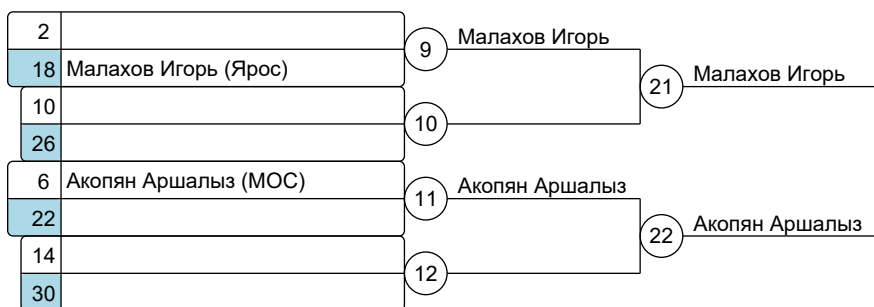 2
9 Малахов Игорь
18 Малахов Игорь (Ярос)
21 Малахов Игорь
10
10
26
6 Акопян Аршалыз (МОС)
11 Акопян Аршалыз
22
22 Акопян Аршалыз
14
12
30